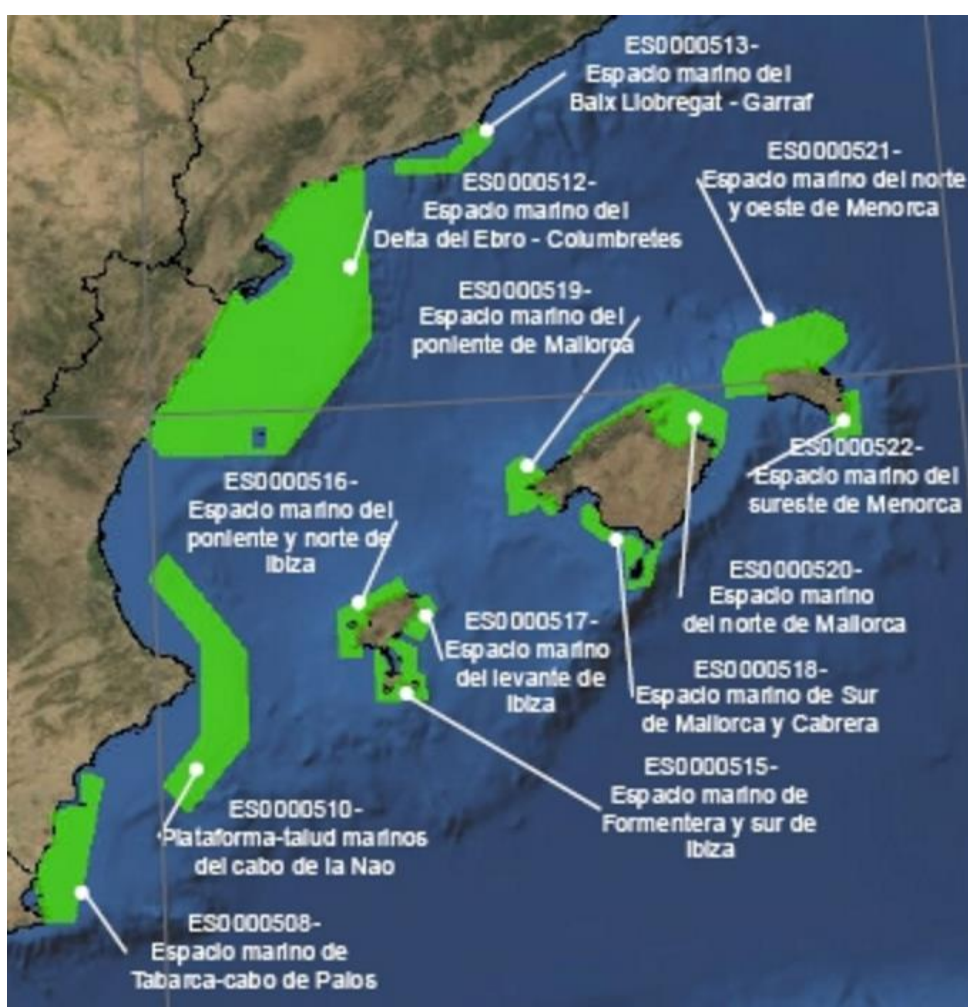 ES0000513-
Espacio marino del
Baix Llobregat - Garraf
ES0000521-
Espacio marino del norte
y oeste de Menorca
ES0000512-
Espacio marino del
Delta del Ebro - Columbretes
ES0000519-
Espacio marino del
poniente de Mallorca
ES0000522-
Espacio marino del
sureste de Menorca
ES0000516-
Espacio marino del
poniente y norte de
Ibiza
ES0000520-
Espacio marino
del norte de Mallorca
ES0000517-
Espacio marino
del levante de
Ibiza
ES0000518-
Espacio marino de Sur
de Mallorca y Cabrera
ES0000515-
Espacio marino de
Formentera y sur de
Ibiza
ES0000510-
Plataforma-talud marinos
del cabo de la Nao
ES0000508-
Espacio marino de
Tabarca-cabo de Palos